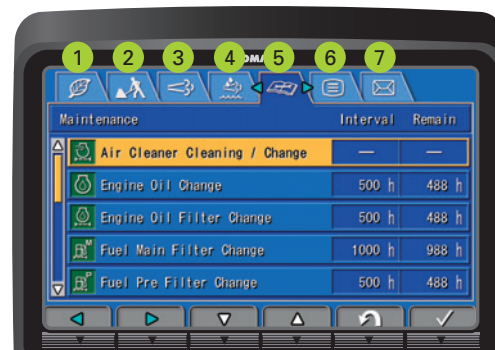 1 2 3 4 5 6 7
Maintenance Interval Remain
Air Cleaner Cleaning / Change — —
Engine Oil Change 500 h 488 h
Engine Oil Filter Change 500 h 488 h
M
Fuel Main Filter Change 1000 h 988 h
P
Fuel Pre Filter Change 500 h 488 h